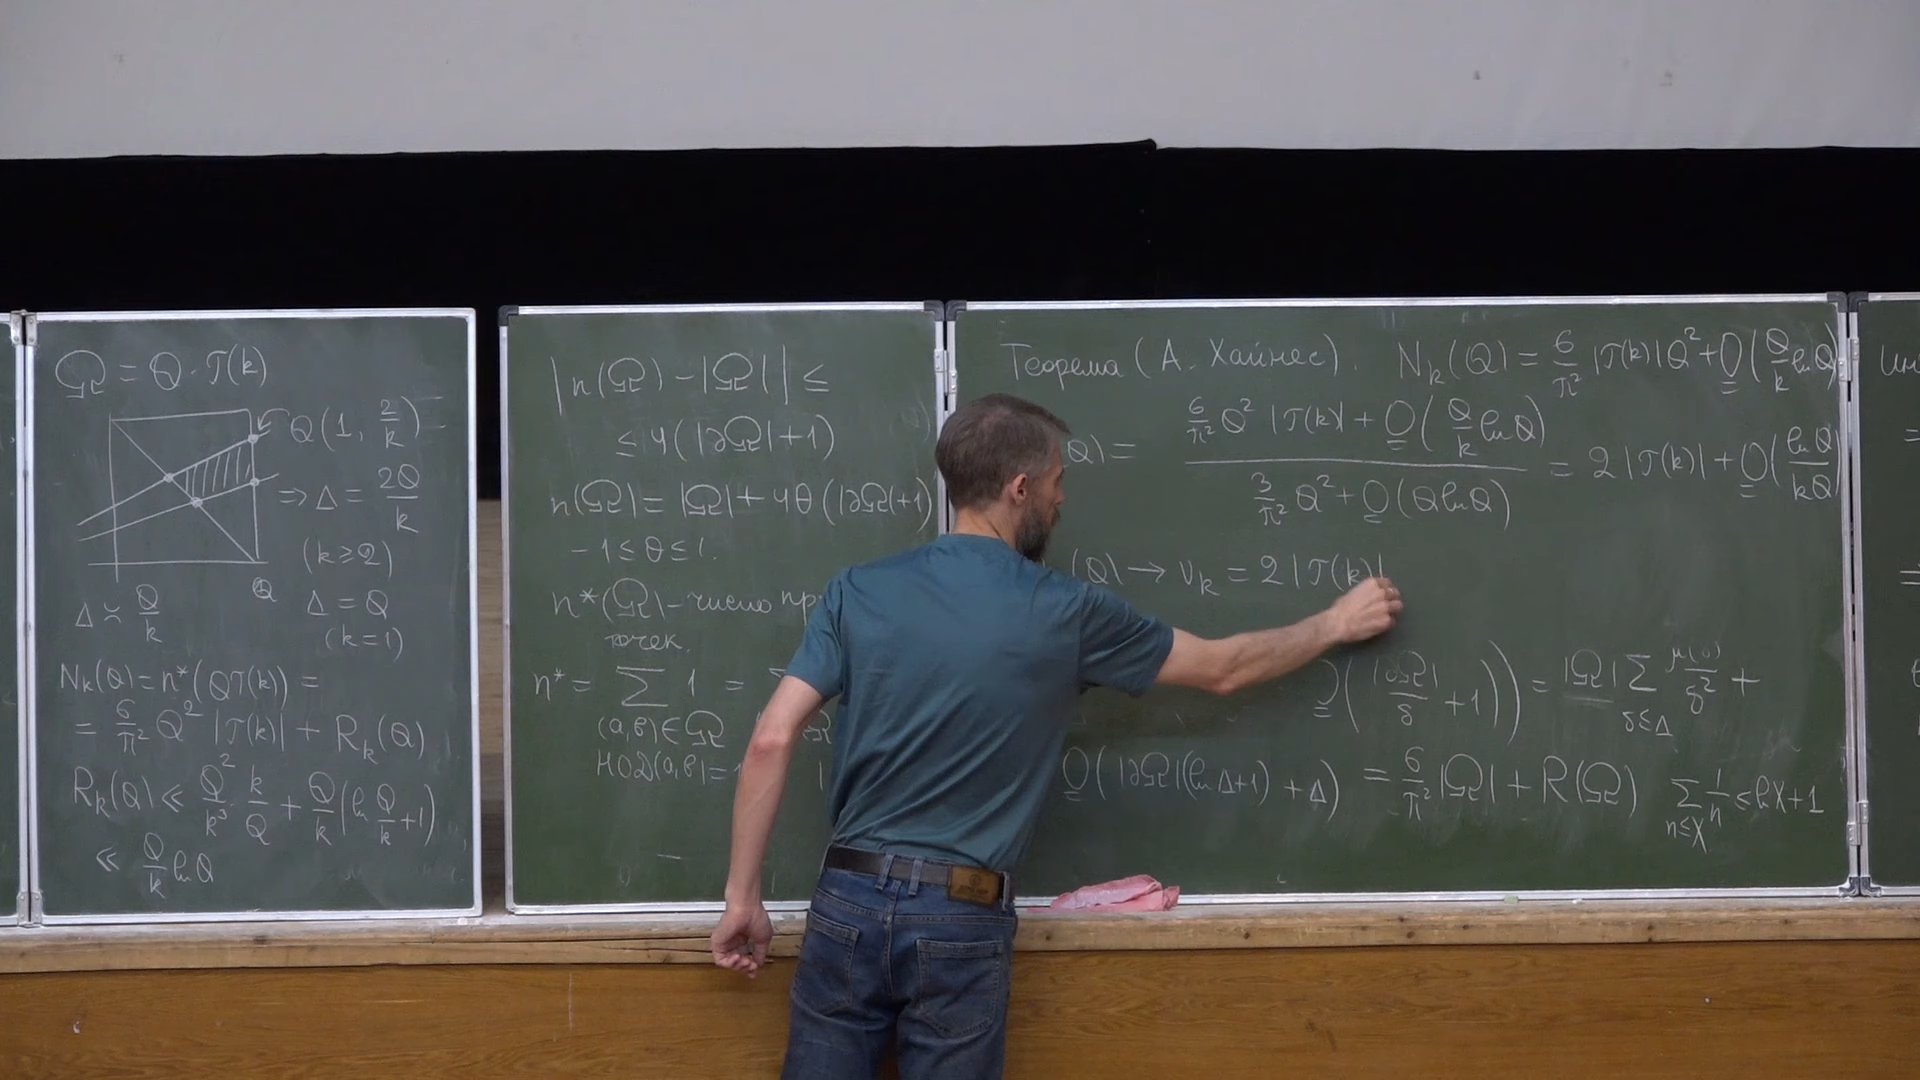 Ω = Q · T(k)
Q(1, 2/k)
⇒ Δ = 2Q/k
(k ≥ 2)
Q
Δ ≍ Q/k
Δ = Q
(k = 1)
N_k(Q) = n*(QT(k)) =
= 6/π² Q² |T(k)| + R_k(Q)
R_k(Q) ≪ Q²/k³ · k/Q + Q/k (ln Q/k + 1)
≪ Q/k ln Q
|n(Ω) - |Ω|| ≤
≤ 4(|∂Ω| + 1)
n(Ω) = |Ω| + 4θ(|∂Ω| + 1)
-1 ≤ θ ≤ 1.
n*(Ω) - число
точек.
n* = ∑ 1 =
(a,b) ∈ Ω
НОД(a,b) = 1
Теорема (А. Хайнес). N_k(Q) = 6/π² |T(k)| Q² + O(Q/k ln Q)
Q) = (6/π² Q² |T(k)| + O(Q/k ln Q)) / (3/π² Q² + O(Q ln Q)) = 2|T(k)| + O(ln Q/kQ)
(Q) → ν_k = 2|T(k)|
O(|∂Ω|/δ + 1)) = |Ω| ∑_{δ≤Δ} μ(δ)/δ² +
O(|∂Ω|(ln Δ + 1) + Δ) = 6/π² |Ω| + R(Ω)
∑_{n≤X} 1/n ≤ ln X + 1